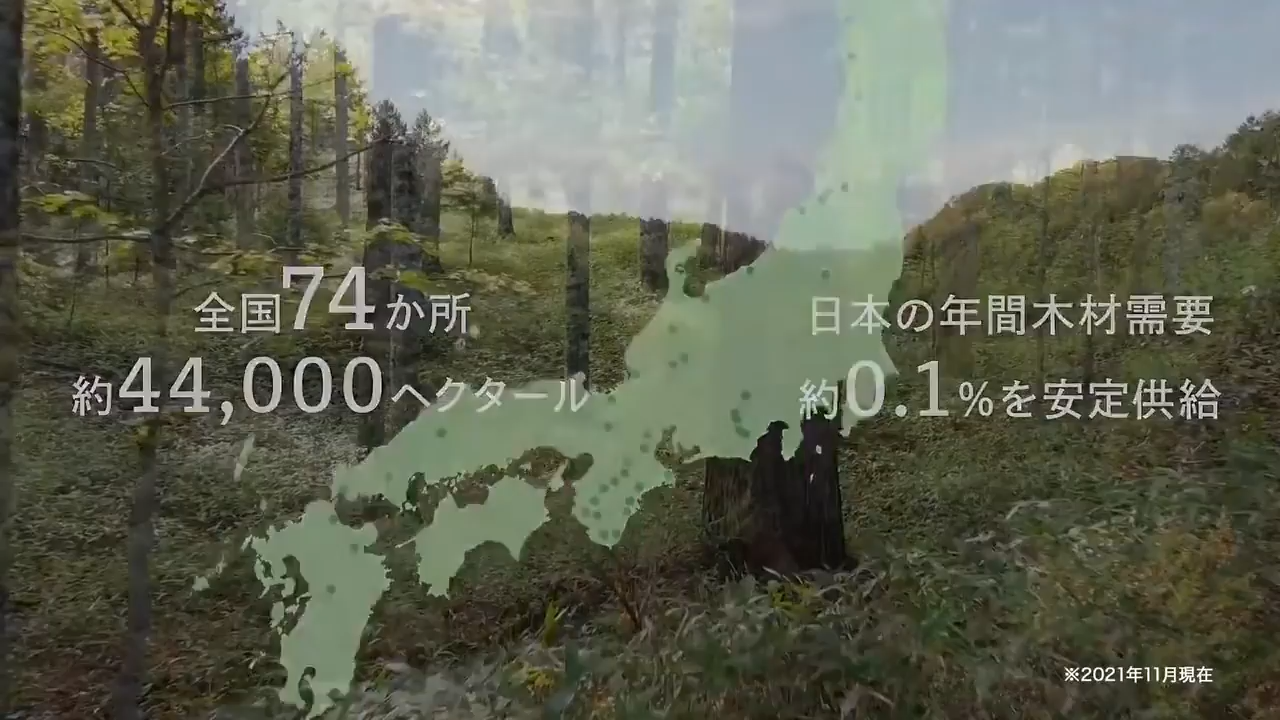 全国74か所
約44,000ヘクタール
日本の年間木材需要
約0.1%を安定供給
※2021年11月現在